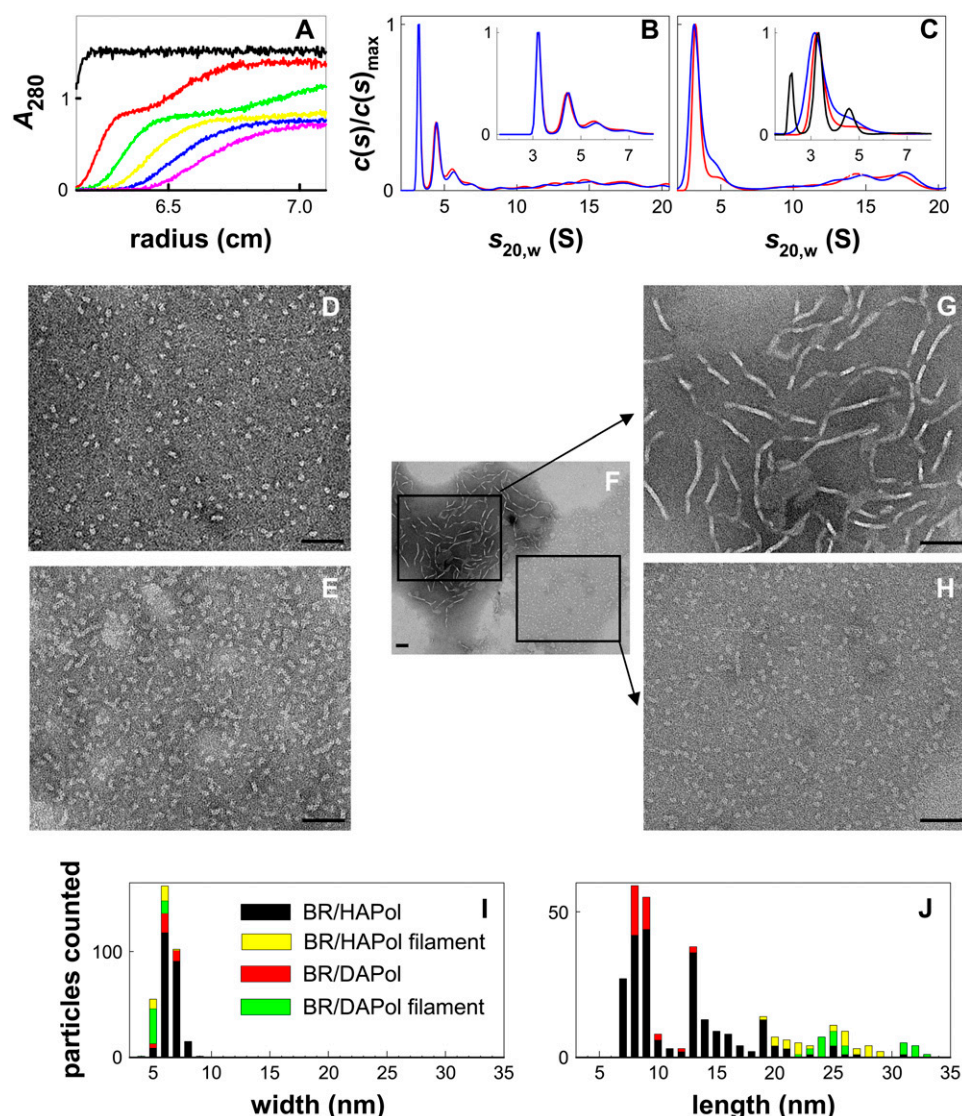 A
A280
1
0
6.5
7.0
radius (cm)
B
c(s)/c(s)max
1
0
5
10
15
20
s20,w (S)
1
0
3
5
7
C
5
10
15
20
s20,w (S)
1
0
3
5
7
D
E
F
G
H
I
particles counted
100
0
5
10
15
20
25
30
35
width (nm)
BR/HAPol
BR/HAPol filament
BR/DAPol
BR/DAPol filament
J
50
0
5
10
15
20
25
30
35
length (nm)